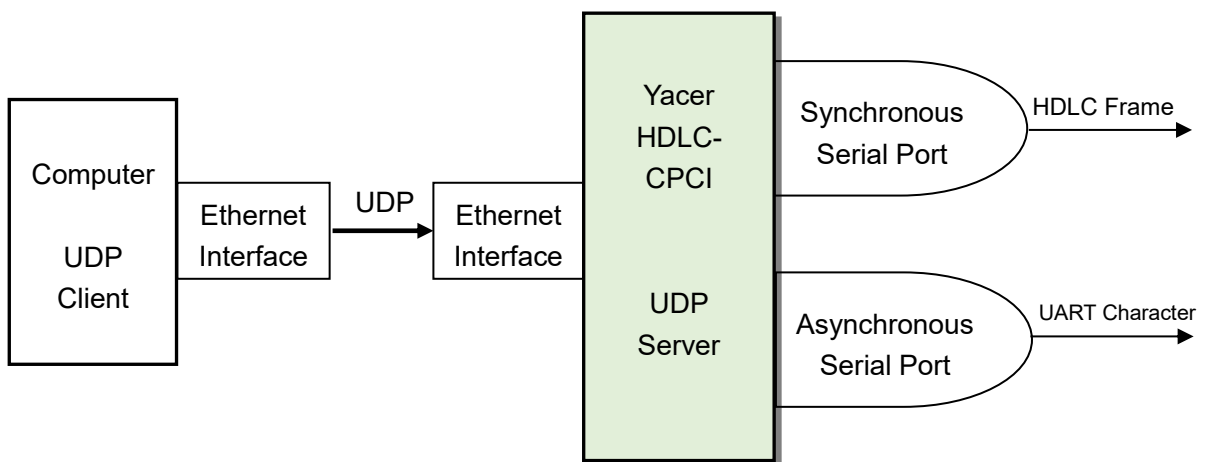 Computer
UDP
Client
Ethernet
Interface
UDP
Ethernet
Interface
Yacer
HDLC-
CPCI
UDP
Server
Synchronous
Serial Port
HDLC Frame
Asynchronous
Serial Port
UART Character